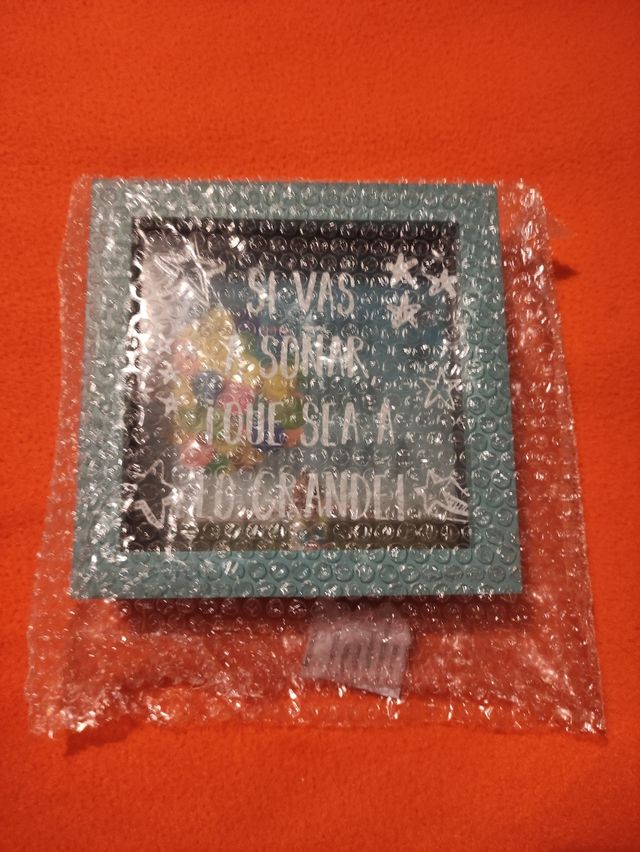 SI VAS
A SOÑAR
¡QUE SEA A
LO GRANDE!